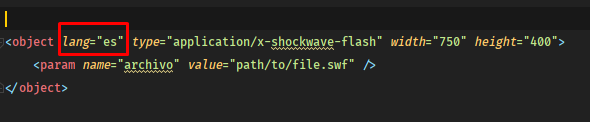 <object lang="es" type="application/x-shockwave-flash" width="750" height="400">
<param name="archivo" value="path/to/file.swf" />
</object>